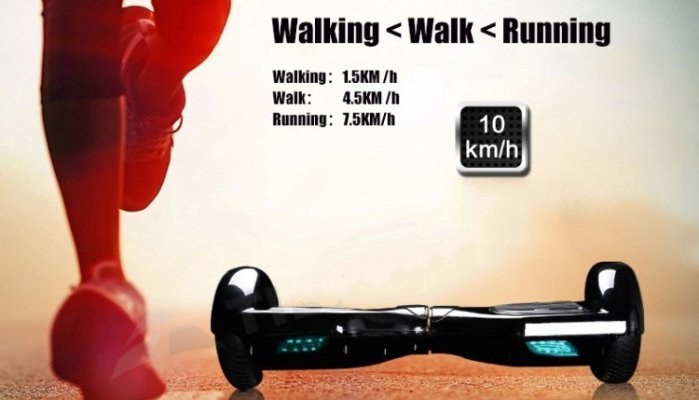 Walking < Walk < Running
Walking: 1.5KM /h
Walk: 4.5KM /h
Running: 7.5KM/h
10
km/h